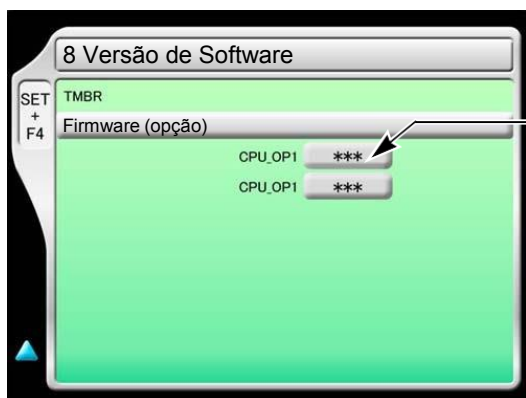 8 Versão de Software
SET
+
F4
TMBR
Firmware (opção)
CPU_OP1 ***
CPU_OP1 ***